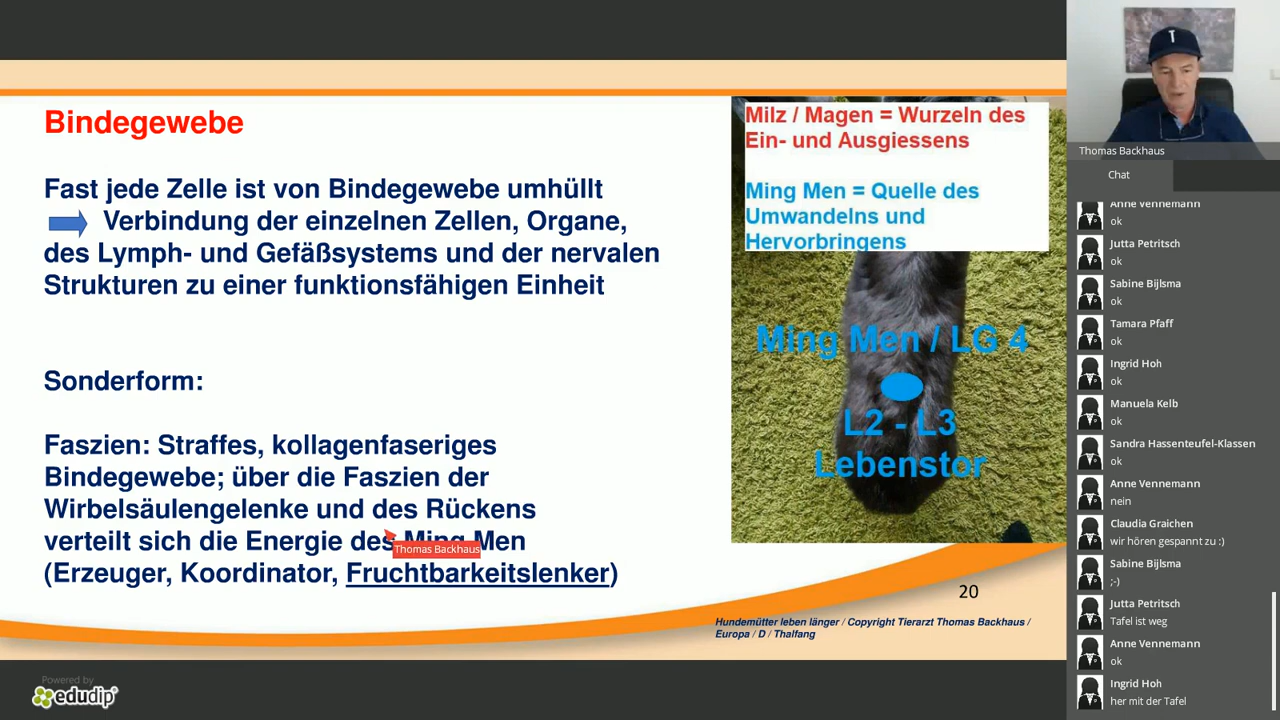 Bindegewebe
Fast jede Zelle ist von Bindegewebe umhüllt
Verbindung der einzelnen Zellen, Organe,
des Lymph- und Gefäßsystems und der nervalen
Strukturen zu einer funktionsfähigen Einheit
Sonderform:
Faszien: Straffes, kollagenfaseriges
Bindegewebe; über die Faszien der
Wirbelsäulengelenke und des Rückens
verteilt sich die Energie des Ming Men
Thomas Backhaus
(Erzeuger, Koordinator, Fruchtbarkeitslenker)
Milz / Magen = Wurzeln des
Ein- und Ausgiessens
Ming Men = Quelle des
Umwandelns und
Hervorbringens
Ming Men / LG 4
L2 - L3
Lebenstor
20
Hundemütter leben länger / Copyright Tierarzt Thomas Backhaus /
Europa / D / Thalfang
Powered by
edudip
T
Thomas Backhaus
Chat
Anne Vennemann
ok
Jutta Petritsch
ok
Sabine Bijlsma
ok
Tamara Pfaff
ok
Ingrid Hoh
ok
Manuela Kelb
ok
Sandra Hassenteufel-Klassen
ok
Anne Vennemann
nein
Claudia Graichen
wir hören gespannt zu :)
Sabine Bijlsma
;-)
Jutta Petritsch
Tafel ist weg
Anne Vennemann
ok
Ingrid Hoh
her mit der Tafel